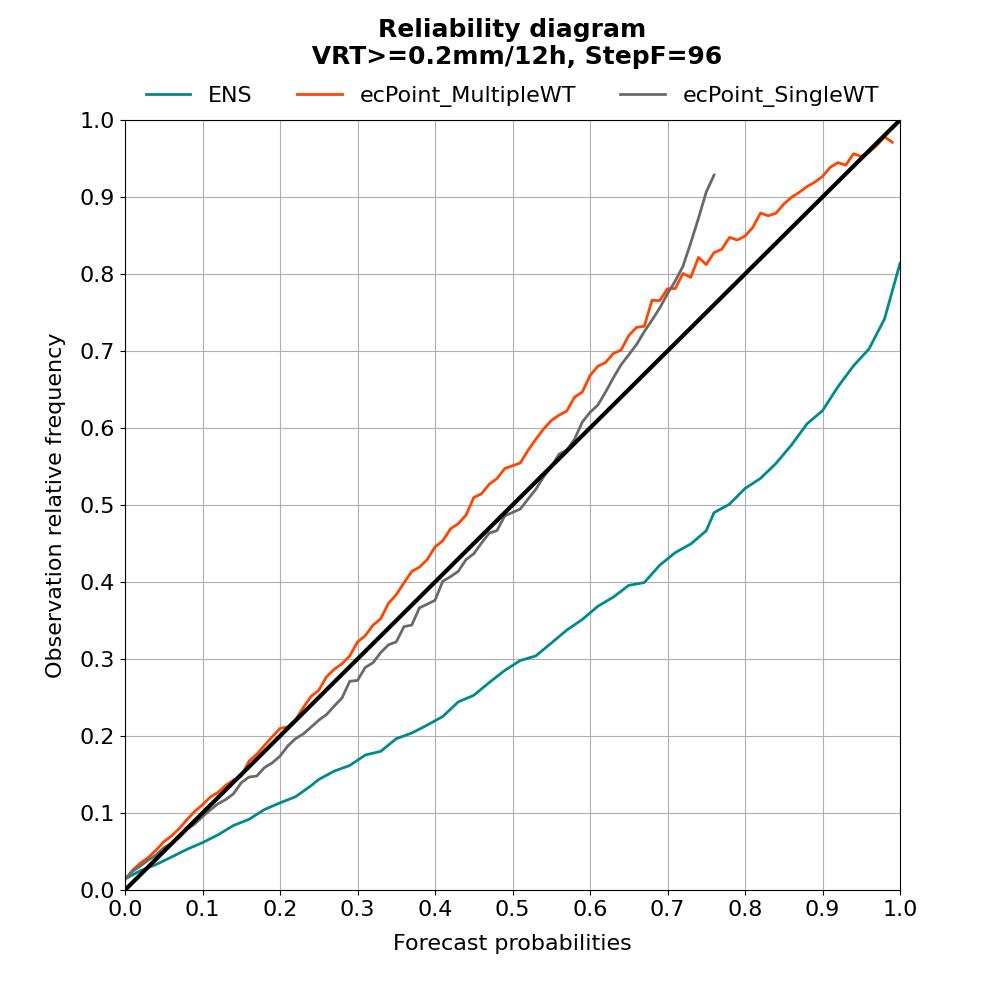 Reliability diagram
VRT>=0.2mm/12h, StepF=96
ENS ecPoint_MultipleWT ecPoint_SingleWT
1.0
0.9
0.8
0.7
0.6
0.5
0.4
0.3
0.2
0.1
0.0
Observation relative frequency
0.0 0.1 0.2 0.3 0.4 0.5 0.6 0.7 0.8 0.9 1.0
Forecast probabilities